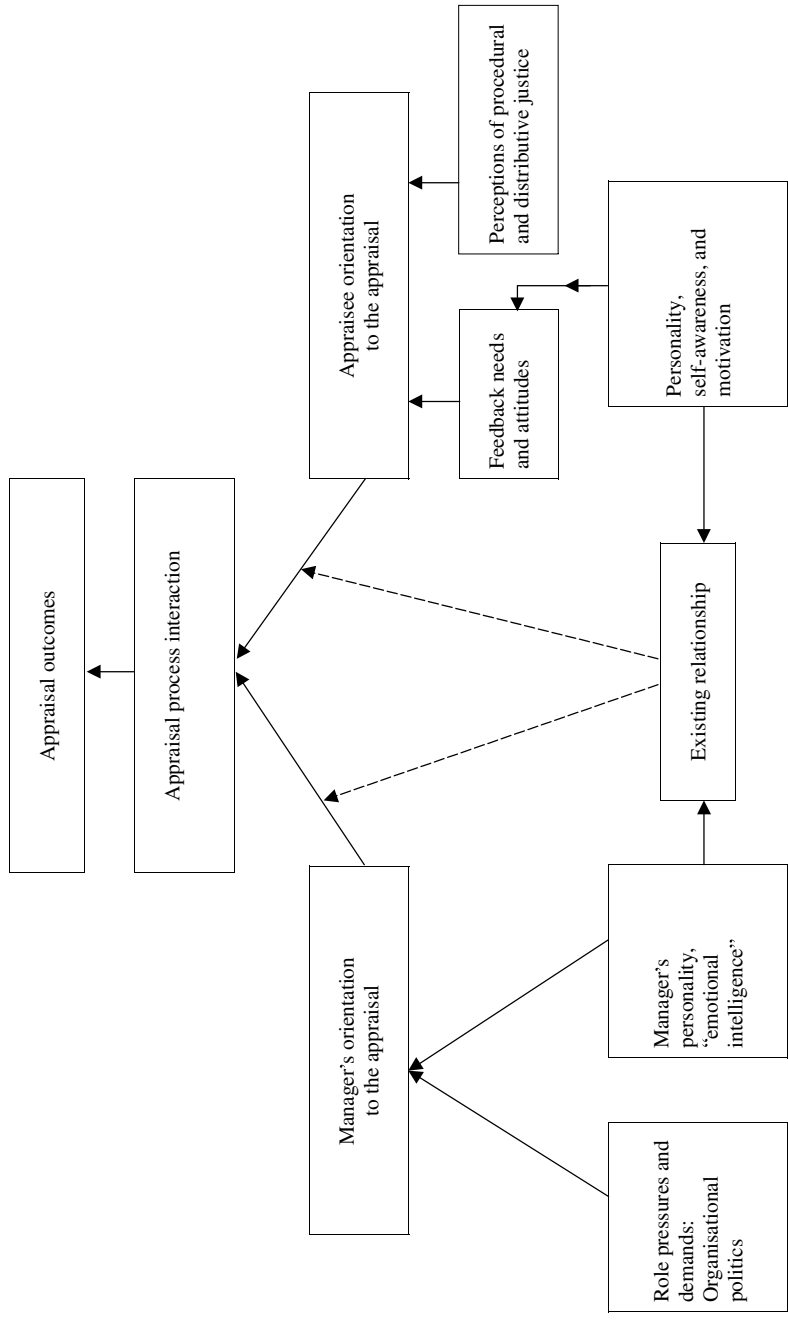 Appraisal outcomes
Appraisal process interaction
Manager's orientation
to the appraisal
Appraisee orientation
to the appraisal
Feedback needs
and attitudes
Perceptions of procedural
and distributive justice
Role pressures and
demands:
Organisational
politics
Manager's
personality,
“emotional
intelligence”
Existing relationship
Personality,
self-awareness, and
motivation